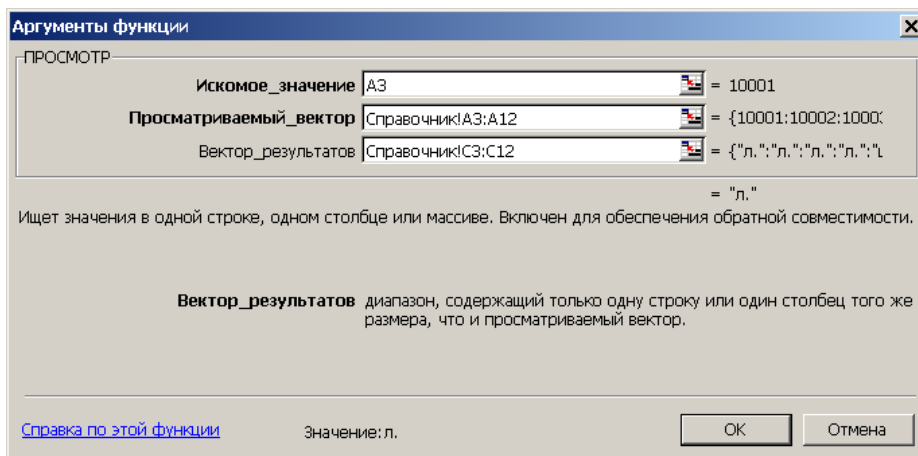 Аргументы функции
ПРОСМОТР
Искомое_значение A3 = 10001
Просматриваемый_вектор Справочник!A3:A12 = {10001:10002:1000
Вектор_результатов Справочник!C3:C12 = {"л.":"л.":"л.":"л.":"
= "л."
Ищет значения в одной строке, одном столбце или массиве. Включен для обеспечения обратной совместимости.
Вектор_результатов диапазон, содержащий только одну строку или один столбец того же
размера, что и просматриваемый вектор.
Справка по этой функции Значение:л. OK Отмена